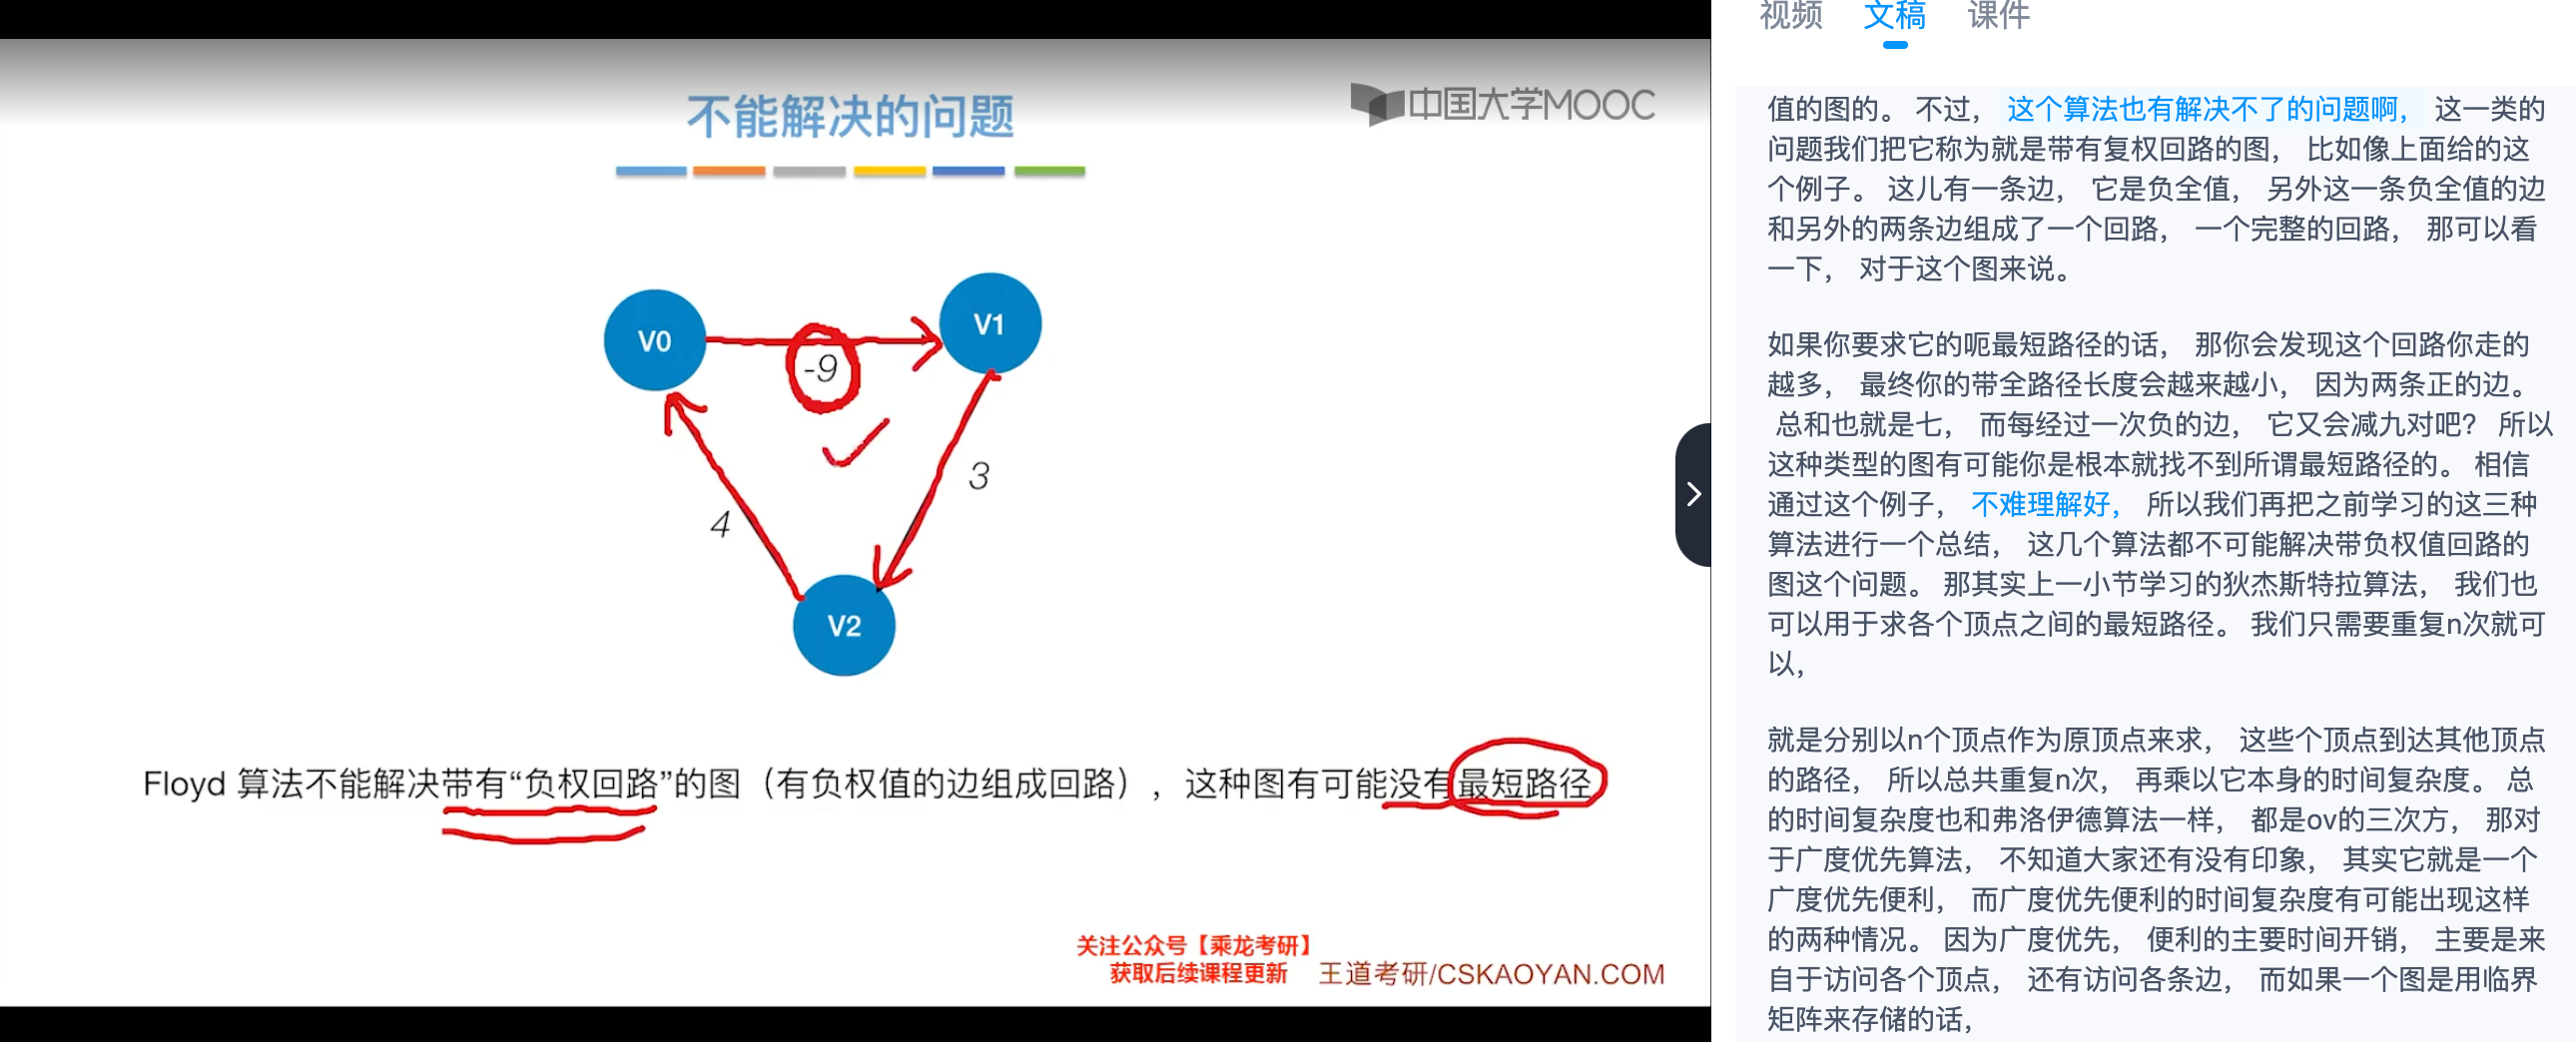 不能解决的问题
中国大学MOOC
V0
V1
-9
3
4
V2
Floyd 算法不能解决带有“负权回路”的图（有负权值的边组成回路），这种图有可能没有最短路径
关注公众号【乘龙考研】
获取后续课程更新
王道考研/CSKAOYAN.COM
视频 文稿 课件
值的图的。 不过， 这个算法也有解决不了的问题啊， 这一类的
问题我们把它称为就是带有复权回路的图， 比如像上面给的这
个例子。 这儿有一条边， 它是负全值， 另外这一条负全值的边
和另外的两条边组成了一个回路， 一个完整的回路， 那可以看
一下， 对于这个图来说。
如果你要求它的呃最短路径的话， 那你会发现这个回路你走的
越多， 最终你的带全路径长度会越来越小， 因为两条正的边。
总和也就是七， 而每经过一次负的边， 它又会减九对吧？ 所以
这种类型的图有可能你是根本就找不到所谓最短路径的。 相信
通过这个例子， 不难理解好， 所以我们再把之前学习的这三种
算法进行一个总结， 这几个算法都不可能解决带负权值回路的
图这个问题。 那其实上一小节学习的狄杰斯特拉算法， 我们也
可以用于求各个顶点之间的最短路径。 我们只需要重复n次就可
以，
就是分别以n个顶点作为原顶点来求， 这些个顶点到达其他顶点
的路径， 所以总共重复n次， 再乘以它本身的时间复杂度。 总
的时间复杂度也和弗洛伊德算法一样， 都是ov的三次方， 那对
于广度优先算法， 不知道大家还有没有印象， 其实它就是一个
广度优先便利， 而广度优先便利的时间复杂度有可能出现这样
的两种情况。 因为广度优先， 便利的主要时间开销， 主要是来
自于访问各个顶点， 还有访问各条边， 而如果一个图是用临界
矩阵来存储的话，